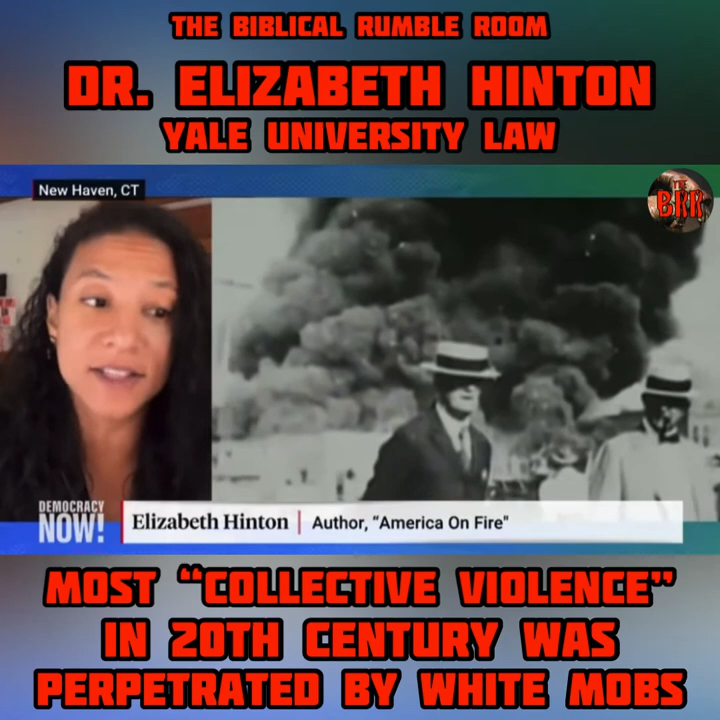 THE BIBLICAL RUMBLE ROOM
DR. ELIZABETH HINTON
YALE UNIVERSITY LAW
New Haven, CT
THE
BRR
DEMOCRACY
NOW!
Elizabeth Hinton | Author, "America On Fire"
MOST “COLLECTIVE VIOLENCE”
IN 20TH CENTURY WAS
PERPETRATED BY WHITE MOBS